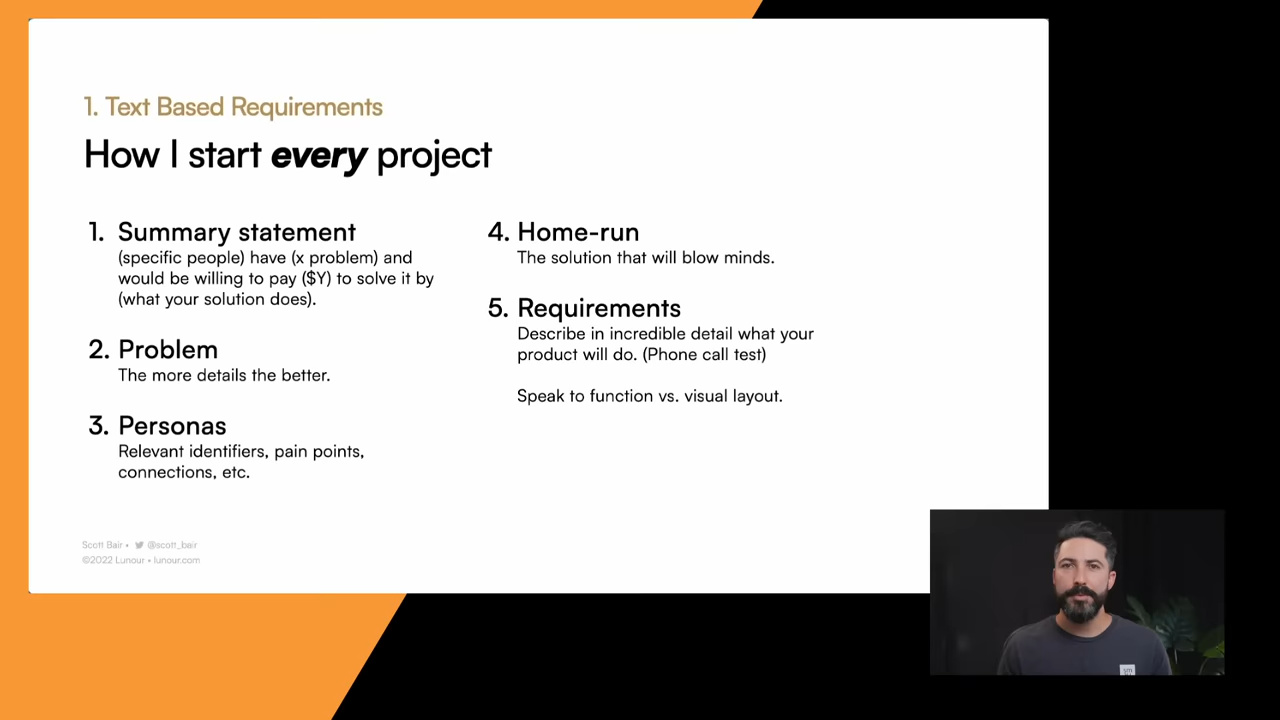 1. Text Based Requirements
How I start every project
1. Summary statement
(specific people) have (x problem) and
would be willing to pay ($Y) to solve it by
(what your solution does).
2. Problem
The more details the better.
3. Personas
Relevant identifiers, pain points,
connections, etc.
4. Home-run
The solution that will blow minds.
5. Requirements
Describe in incredible detail what your
product will do. (Phone call test)
Speak to function vs. visual layout.
Scott Bair • @scott_bair
©2022 Lunour • lunour.com